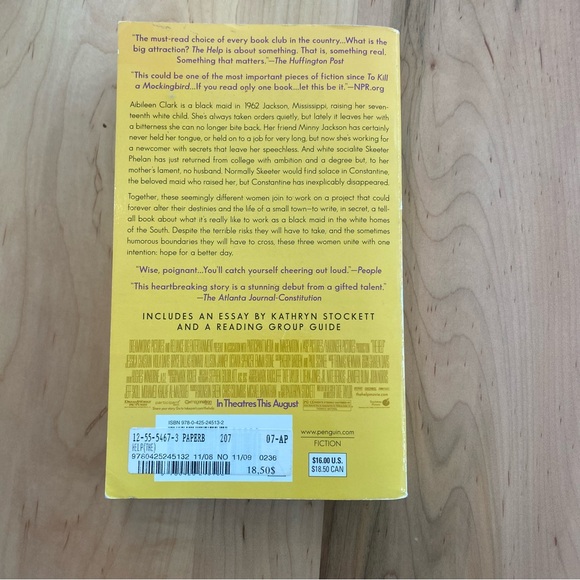 "The must-read choice of every book club in the country...What is the
big attraction? The Help is about something. That is, something real.
Something that matters."—The Huffington Post
"This could be one of the most important pieces of fiction since To Kill
a Mockingbird...If you read only one book...let this be it."—NPR.org
Aibileen Clark is a black maid in 1962 Jackson, Mississippi, raising her seven-
teenth white child. She's always taken orders quietly, but lately it leaves her with
a bitterness she can no longer bite back. Her friend Minny Jackson has certainly
never held her tongue, or held on to a job for very long, but now she's working for
a newcomer with secrets that leave her speechless. And white socialite Skeeter
Phelan has just returned from college with ambition and a degree but, to her
mother's lament, no husband. Normally Skeeter would find solace in Constantine,
the beloved maid who raised her, but Constantine has inexplicably disappeared.
Together, these seemingly different women join to work on a project that could
forever alter their destinies and the life of a small town—to write, in secret, a tell-
all book about what it's really like to work as a black maid in the white homes
of the South. Despite the terrible risks they will have to take, and the sometimes
humorous boundaries they will have to cross, these three women unite with one
intention: hope for a better day.
"Wise, poignant...You'll catch yourself cheering out loud."—People
"This heartbreaking story is a stunning debut from a gifted talent."
—The Atlanta Journal-Constitution
INCLUDES AN ESSAY BY KATHRYN STOCKETT
AND A READING GROUP GUIDE
In Theatres This August
ISBN 978-0-425-24513-2
12-55-5467-3 PAPERB 207 07-AP
HELP(THE)
9780425245132 11/08 NO 11/09 0236
18,50$
www.penguin.com
FICTION
$16.00 U.S.
$18.50 CAN